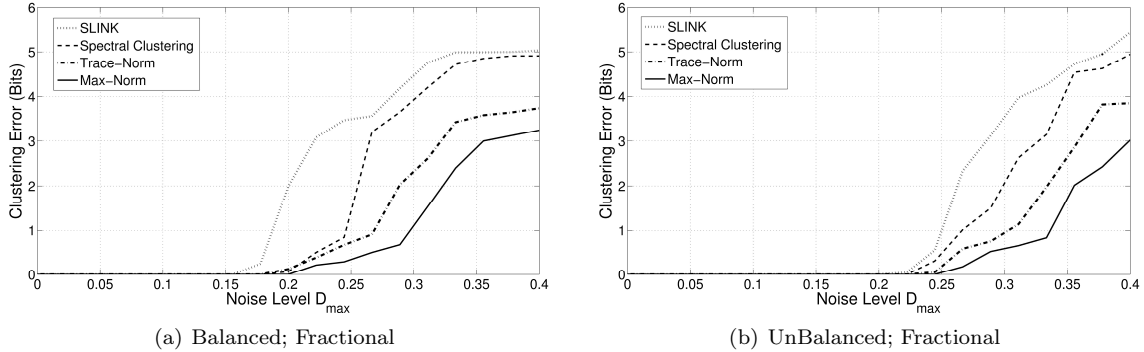 6
5
4
3
2
1
0
Clustering Error (Bits)
SLINK
Spectral Clustering
Trace−Norm
Max−Norm
0 0.05 0.1 0.15 0.2 0.25 0.3 0.35 0.4
Noise Level D_max
(a) Balanced; Fractional
6
5
4
3
2
1
0
Clustering Error (Bits)
SLINK
Spectral Clustering
Trace−Norm
Max−Norm
0 0.05 0.1 0.15 0.2 0.25 0.3 0.35 0.4
Noise Level D_max
(b) UnBalanced; Fractional